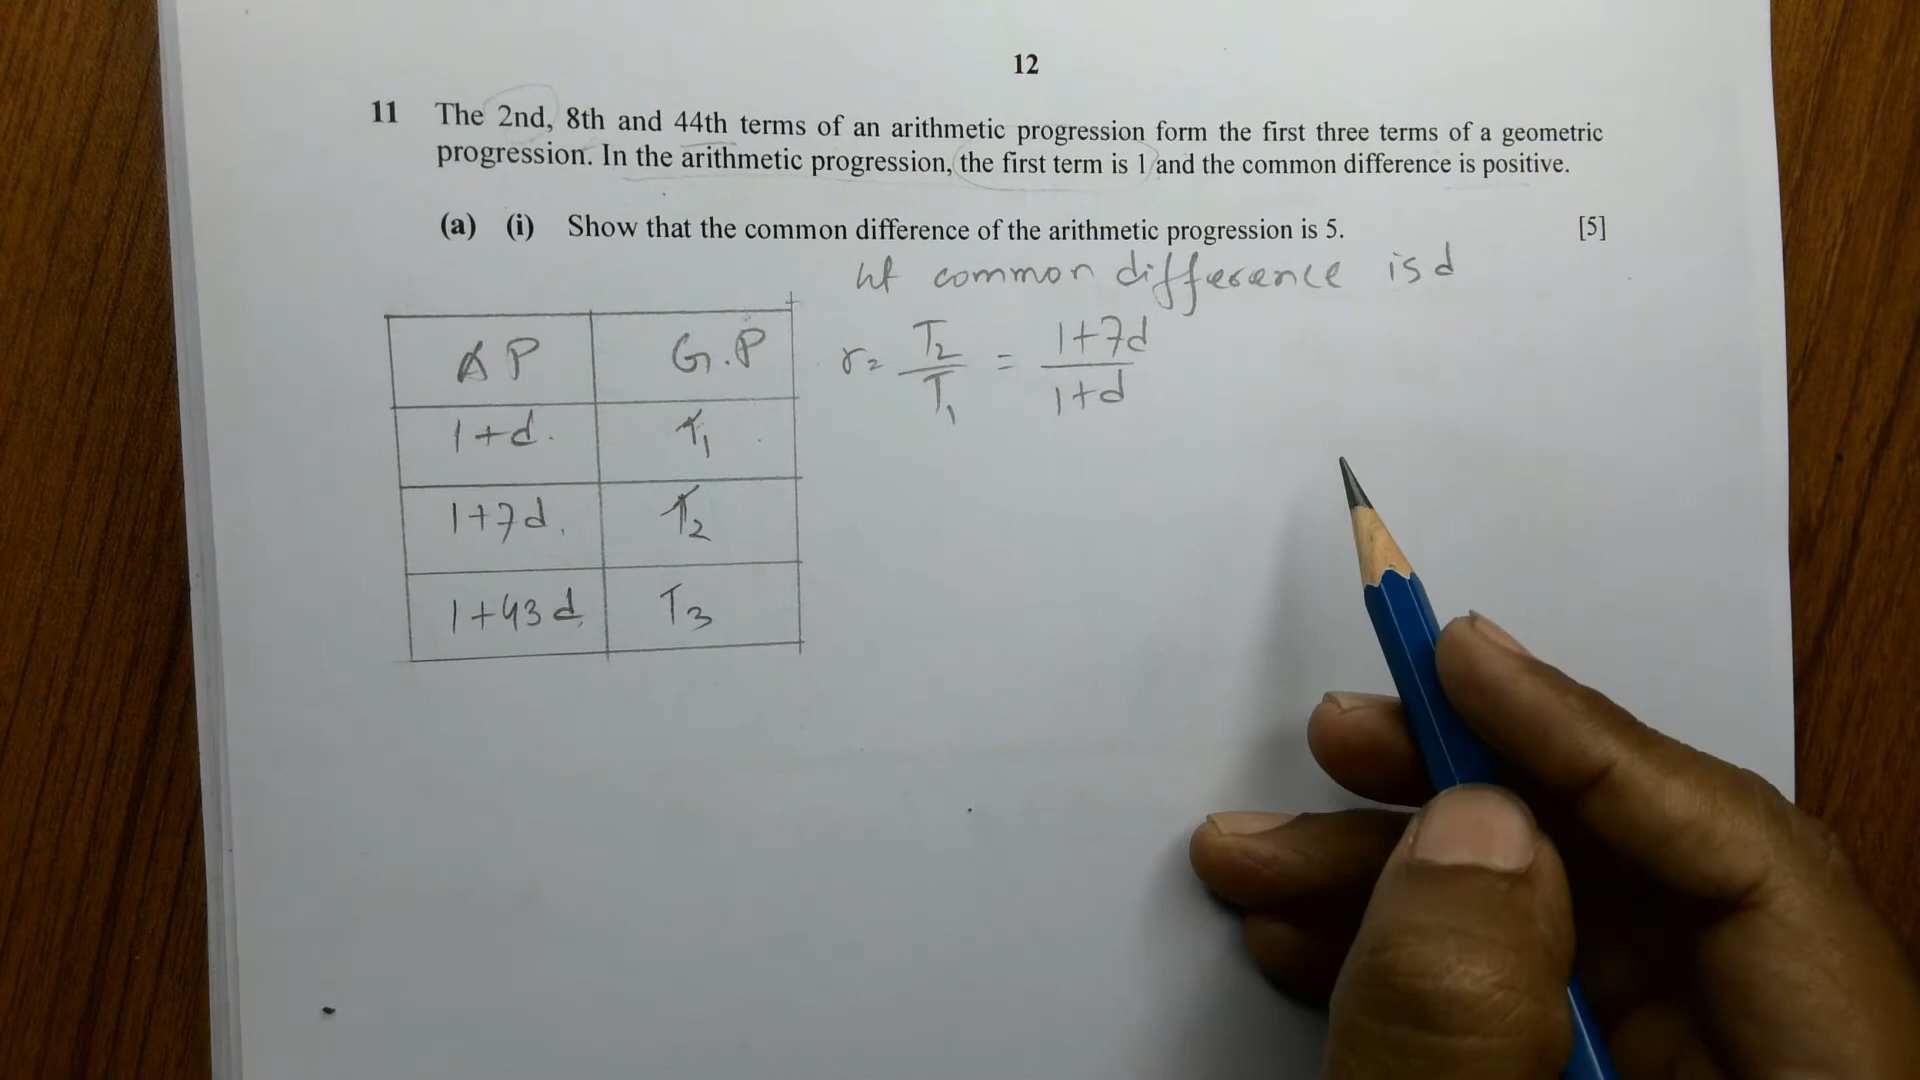 12
11 The 2nd, 8th and 44th terms of an arithmetic progression form the first three terms of a geometric
progression. In the arithmetic progression, the first term is 1 and the common difference is positive.
(a) (i) Show that the common difference of the arithmetic progression is 5. [5]
common difference is d
AP G.P
r = T2/T1 = 1+7d/1+d
1+d. T1
1+7d. T2
1+43d T3